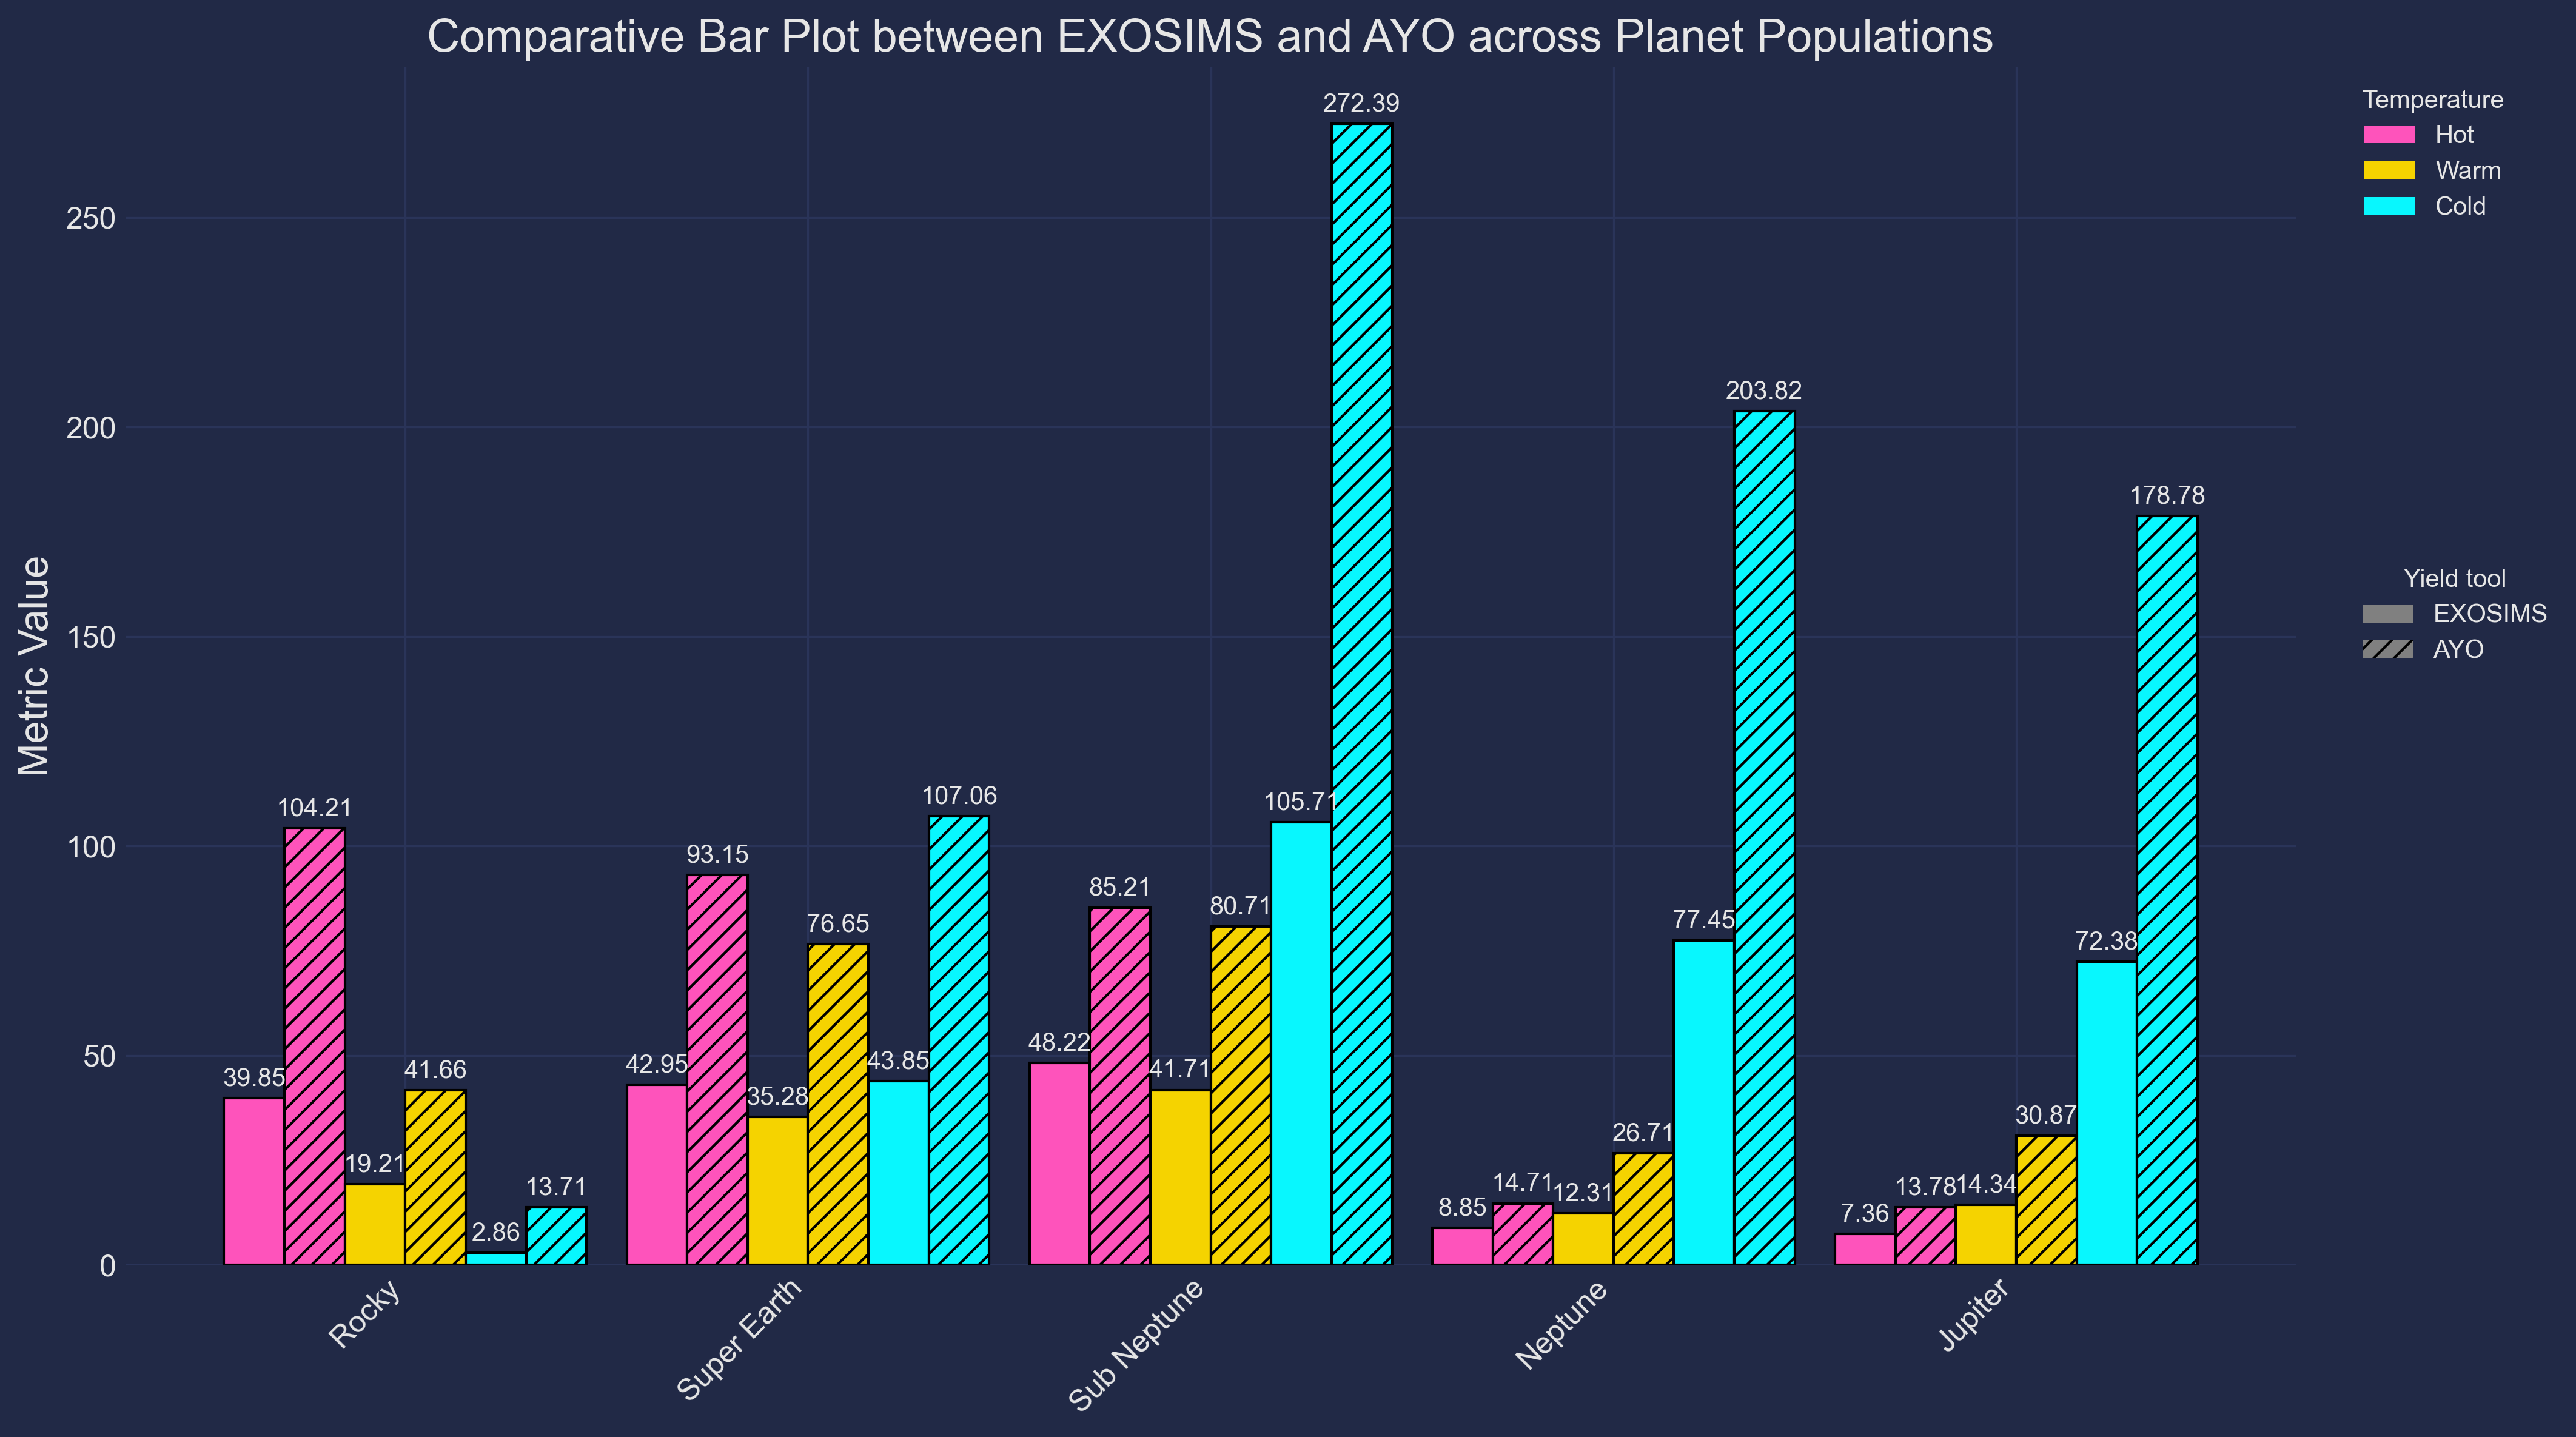 Comparative Bar Plot between EXOSIMS and AYO across Planet Populations
Metric Value
250
200
150
100
50
0
39.85
104.21
19.21
41.66
2.86
13.71
42.95
93.15
35.28
76.65
43.85
107.06
48.22
85.21
41.71
80.71
105.71
272.39
8.85
14.71
12.31
26.71
77.45
203.82
7.36
13.78
14.34
30.87
72.38
178.78
Rocky
Super Earth
Sub Neptune
Neptune
Jupiter
Temperature
Hot
Warm
Cold
Yield tool
EXOSIMS
AYO